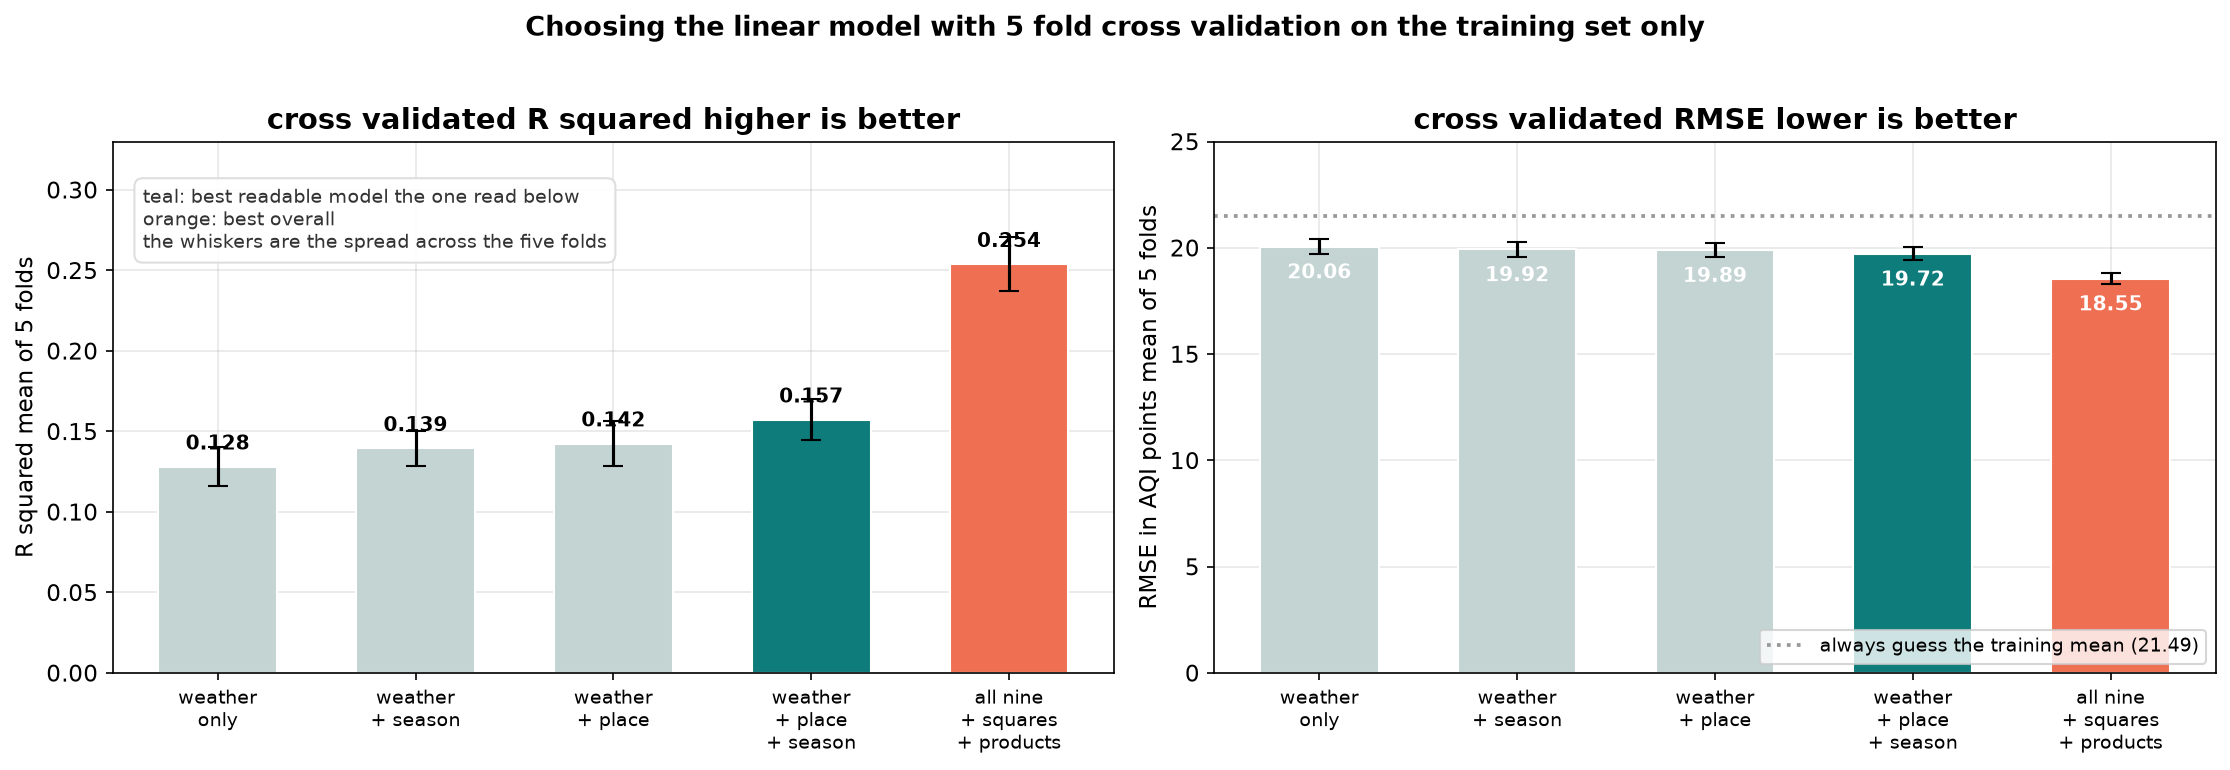 Choosing the linear model with 5 fold cross validation on the training set only
cross validated R squared higher is better
R squared mean of 5 folds
0.30
0.25
0.20
0.15
0.10
0.05
0.00
teal: best readable model the one read below
orange: best overall
the whiskers are the spread across the five folds
0.128
0.139
0.142
0.157
0.254
weather
only
weather
+ season
weather
+ place
weather
+ place
+ season
all nine
+ squares
+ products
cross validated RMSE lower is better
RMSE in AQI points mean of 5 folds
25
20
15
10
5
0
20.06
19.92
19.89
19.72
18.55
always guess the training mean (21.49)
weather
only
weather
+ season
weather
+ place
weather
+ place
+ season
all nine
+ squares
+ products